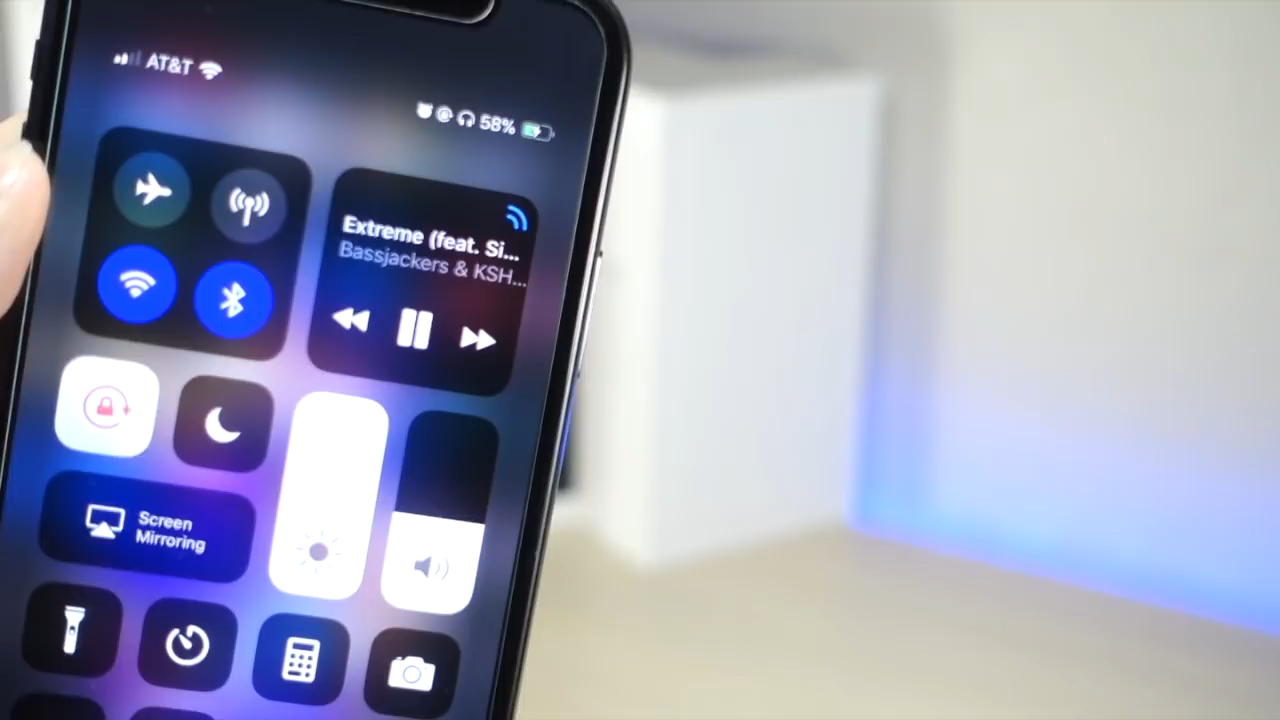 AT&T
58%
Extreme (feat. Si...
Bassjackers & KSH...
Screen
Mirroring